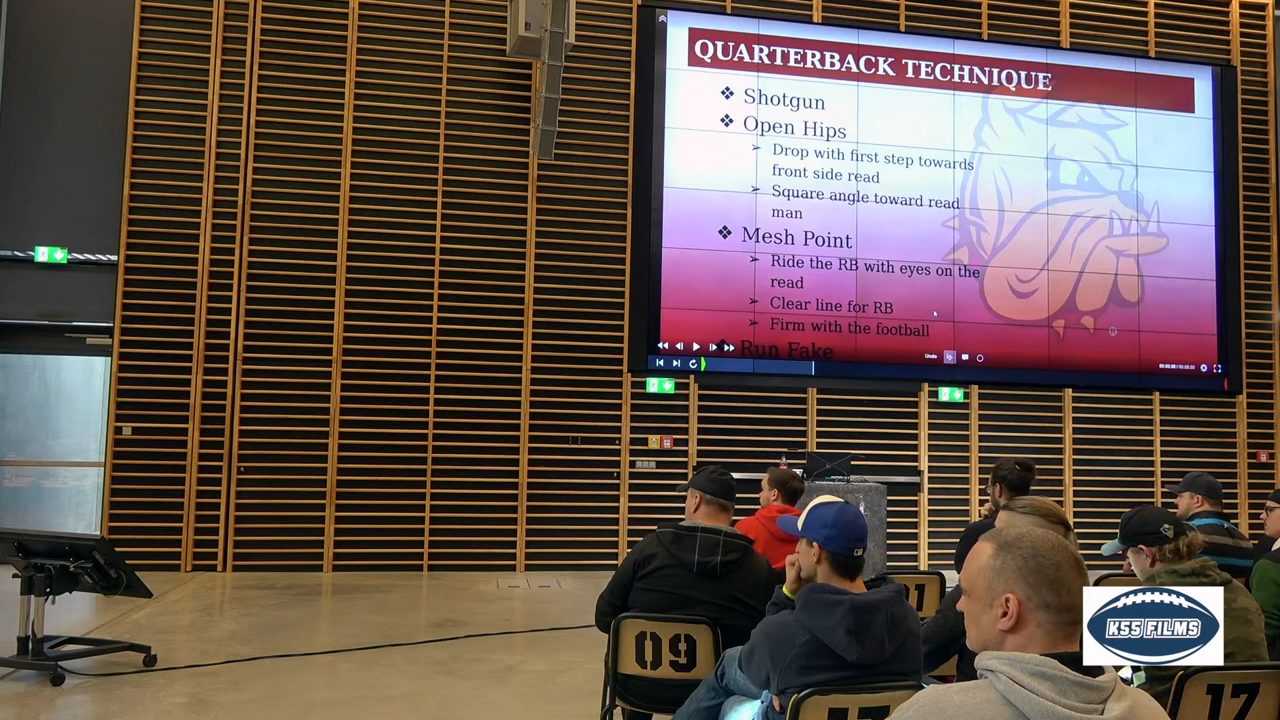 QUARTERBACK TECHNIQUE
❖ Shotgun
❖ Open Hips
➢ Drop with first step towards
front side read
➢ Square angle toward read
man
❖ Mesh Point
➢ Ride the RB with eyes on the
read
➢ Clear line for RB
➢ Firm with the football
❖ Run Fake
Undo
09
17
KSS FILMS